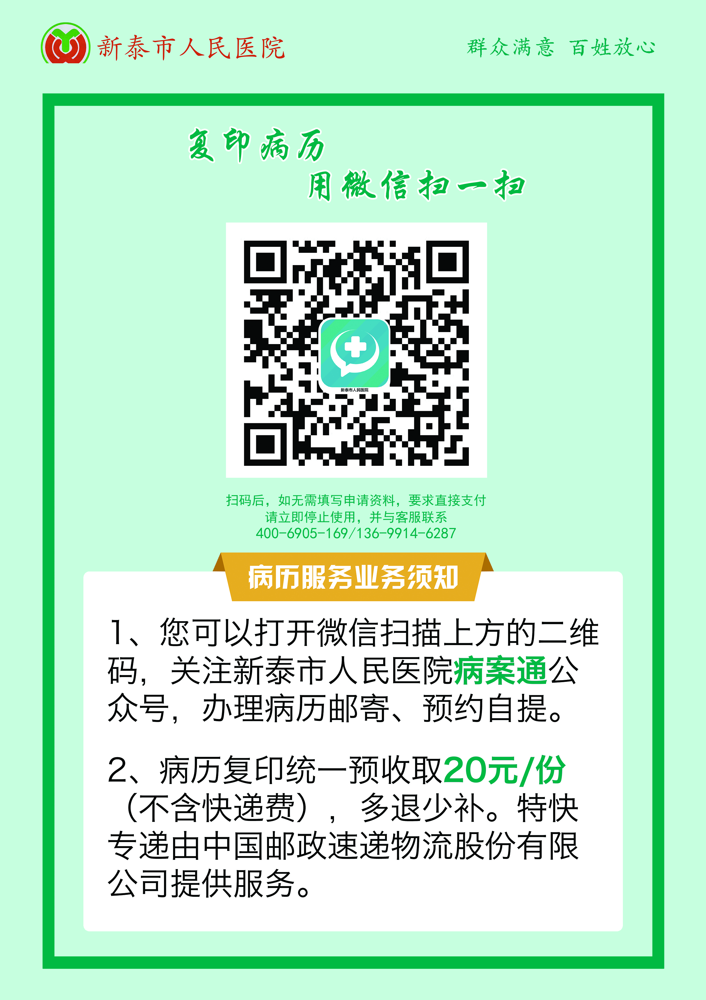 新泰市人民医院
群众满意 百姓放心
复印病历
用微信扫一扫
新泰市人民医院
扫码后，如无需填写申请资料，要求直接支付
请立即停止使用，并与客服联系
400-6905-169/136-9914-6287
病历服务业务须知
1、您可以打开微信扫描上方的二维
码，关注新泰市人民医院病案通公
众号，办理病历邮寄、预约自提。
2、病历复印统一预收取20元/份
（不含快递费），多退少补。特快
专递由中国邮政速递物流股份有限
公司提供服务。